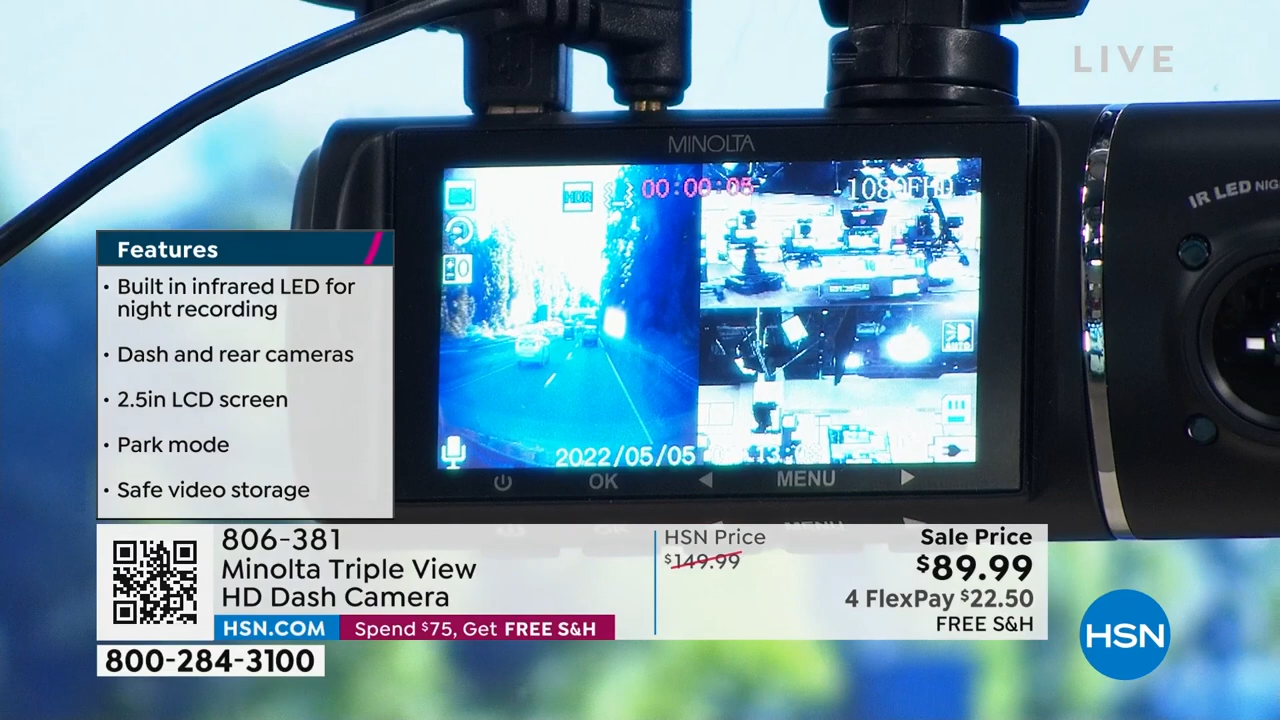 LIVE
MINOLTA
00:00:05
1080FHD
HDR
IR LED NIG
2022/05/05
OK
MENU
Features
• Built in infrared LED for
night recording
• Dash and rear cameras
• 2.5in LCD screen
• Park mode
• Safe video storage
806-381
Minolta Triple View
HD Dash Camera
HSN.COM
Spend $75, Get FREE S&H
HSN Price
$149.99
Sale Price
$89.99
4 FlexPay $22.50
FREE S&H
800-284-3100
HSN